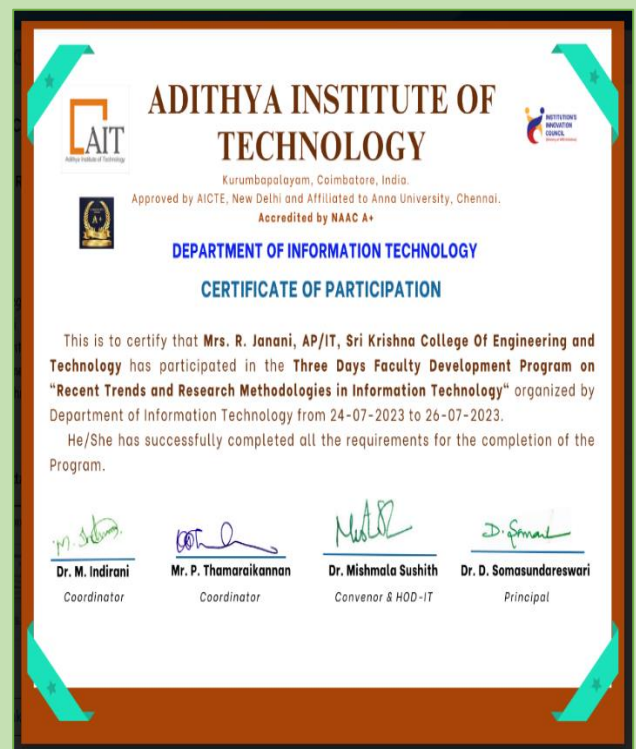 ADITHYA INSTITUTE OF
TECHNOLOGY
AIT
Adithya Institute of Technology
INSTITUTION'S
INNOVATION
COUNCIL
Kurumbapalayam, Coimbatore, India.
Approved by AICTE, New Delhi and Affiliated to Anna University, Chennai.
Accredited by NAAC A+
A+
DEPARTMENT OF INFORMATION TECHNOLOGY
CERTIFICATE OF PARTICIPATION
This is to certify that Mrs. R. Janani, AP/IT, Sri Krishna College Of Engineering and
Technology has participated in the Three Days Faculty Development Program on
"Recent Trends and Research Methodologies in Information Technology" organized by
Department of Information Technology from 24-07-2023 to 26-07-2023.
He/She has successfully completed all the requirements for the completion of the
Program.
Dr. M. Indirani
Coordinator
Mr. P. Thamaraikannan
Coordinator
Dr. Mishmala Sushith
Convenor & HOD-IT
Dr. D. Somasundareswari
Principal